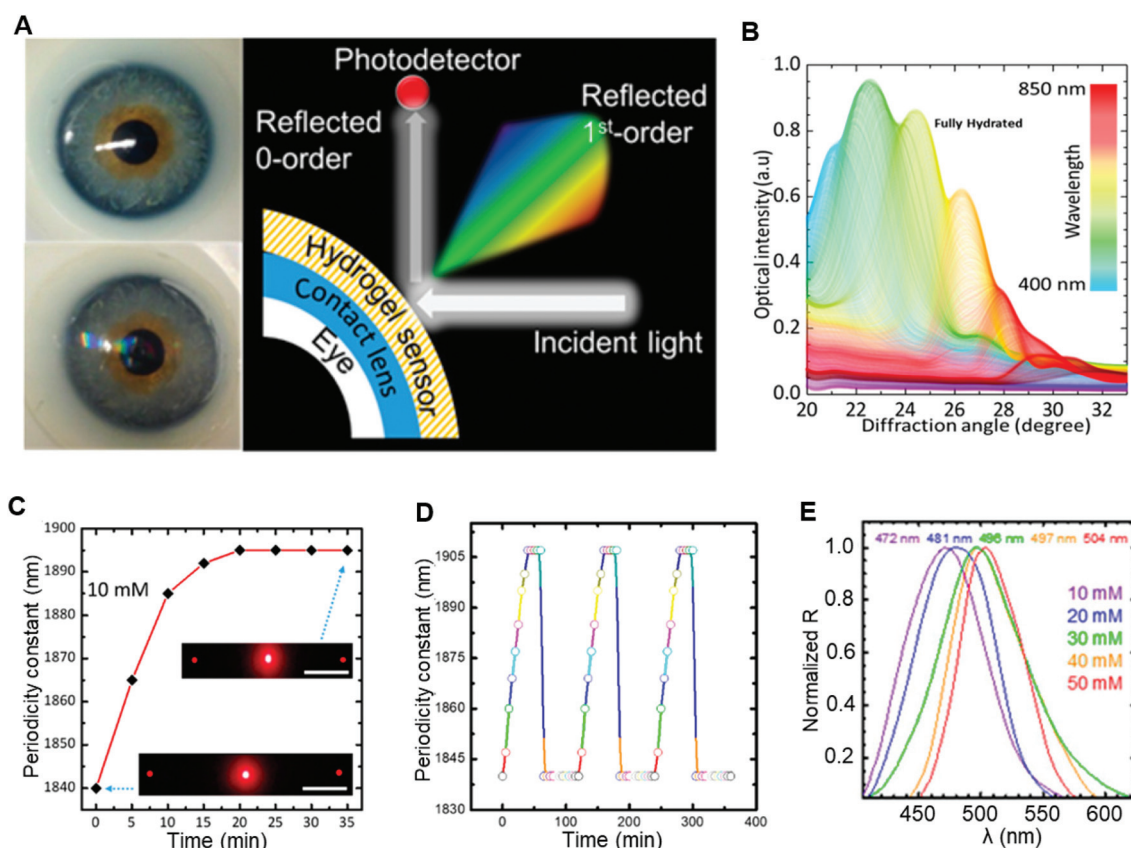 A
Photodetector
Reflected
0-order
Reflected
1st-order
Hydrogel sensor
Contact lens
Eye
Incident light
B
Optical intensity (a.u)
1.0
0.8
0.6
0.4
0.2
0.0
20 22 24 26 28 30 32
Diffraction angle (degree)
Fully Hydrated
850 nm
Wavelength
400 nm
C
Periodicity constant (nm)
1900
1890
1880
1870
1860
1850
1840
10 mM
0 5 10 15 20 25 30 35
Time (min)
D
Periodicity constant (nm)
1905
1890
1875
1860
1845
1830
0 100 200 300 400
Time (min)
E
Normalized R
1.0
0.8
0.6
0.4
0.2
472 nm 481 nm 496 nm 497 nm 504 nm
10 mM
20 mM
30 mM
40 mM
50 mM
450 500 550 600
λ (nm)